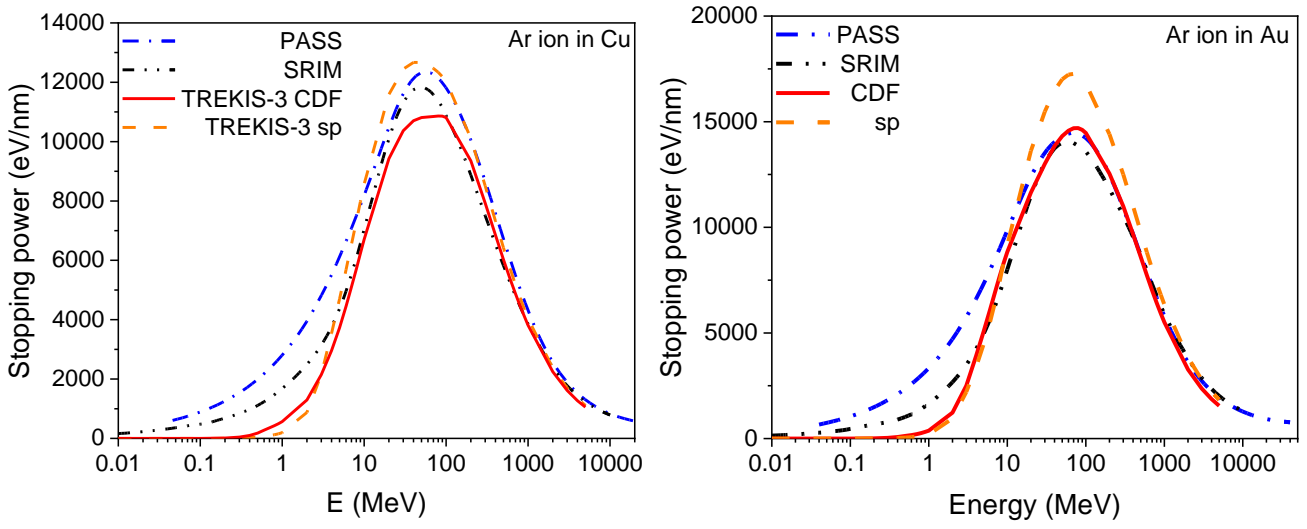 14000
12000
10000
8000
6000
4000
2000
0
Stopping power (eV/nm)
Ar ion in Cu
PASS
SRIM
TREKIS-3 CDF
TREKIS-3 sp
0.01 0.1 1 10 100 1000 10000
E (MeV)
20000
15000
10000
5000
0
Stopping power (eV/nm)
Ar ion in Au
PASS
SRIM
CDF
sp
0.01 0.1 1 10 100 1000 10000
Energy (MeV)